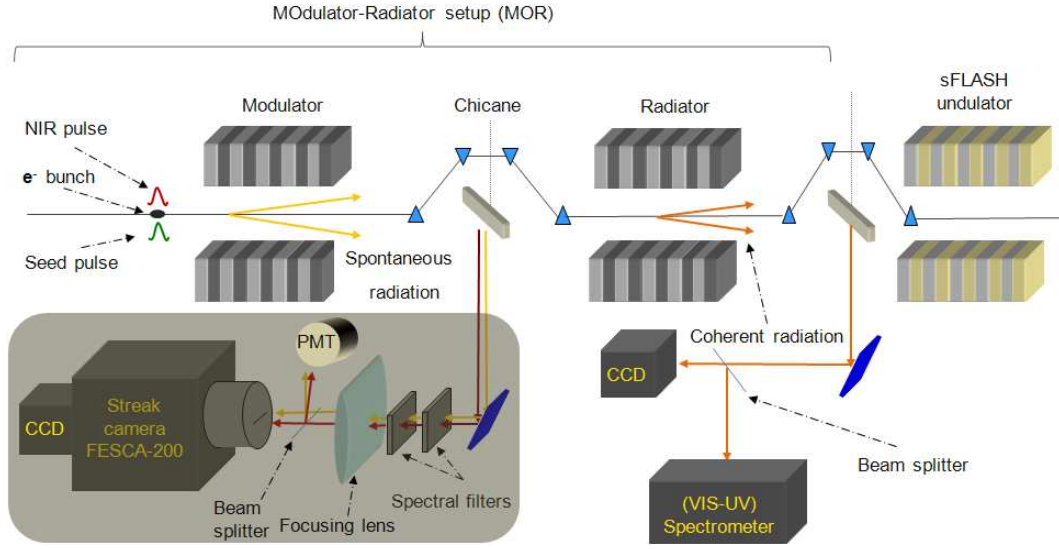 MOdulator-Radiator setup (MOR)
sFLASH
undulator
Modulator
Chicane
Radiator
NIR pulse
e- bunch
Seed pulse
Spontaneous
radiation
Coherent radiation
PMT
CCD
Streak
camera
FESCA-200
CCD
Beam
splitter
Focusing lens
Spectral filters
Beam splitter
(VIS-UV)
Spectrometer